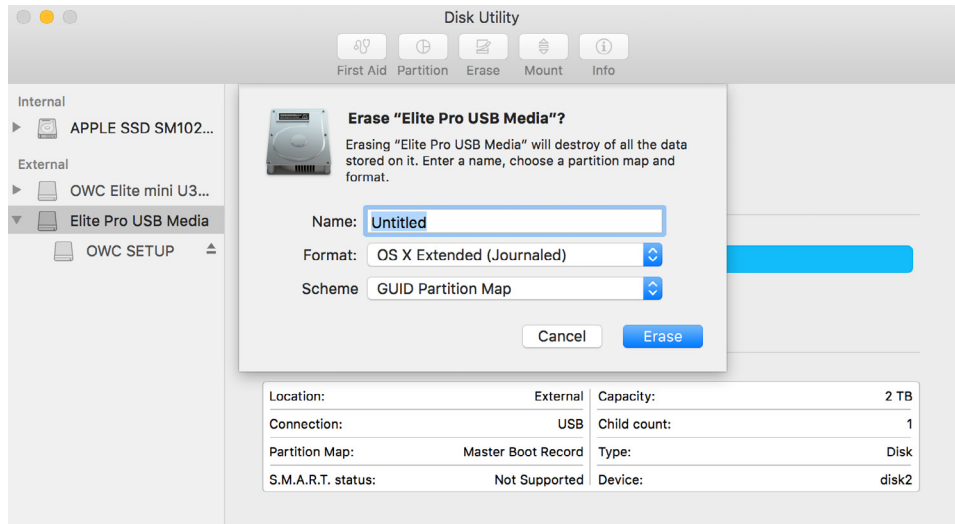 Disk Utility
First Aid Partition Erase Mount Info
Internal
APPLE SSD SM102...
External
OWC Elite mini U3...
Elite Pro USB Media
OWC SETUP
Erase “Elite Pro USB Media”?
Erasing “Elite Pro USB Media” will destroy of all the data
stored on it. Enter a name, choose a partition map and
format.
Name: Untitled
Format: OS X Extended (Journaled)
Scheme GUID Partition Map
Cancel Erase
Location: External Capacity: 2 TB
Connection: USB Child count: 1
Partition Map: Master Boot Record Type: Disk
S.M.A.R.T. status: Not Supported Device: disk2